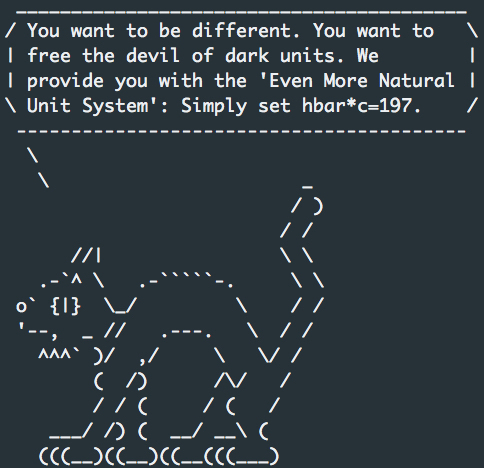 You want to be different. You want to
free the devil of dark units. We
provide you with the 'Even More Natural
Unit System': Simply set hbar*c=197.